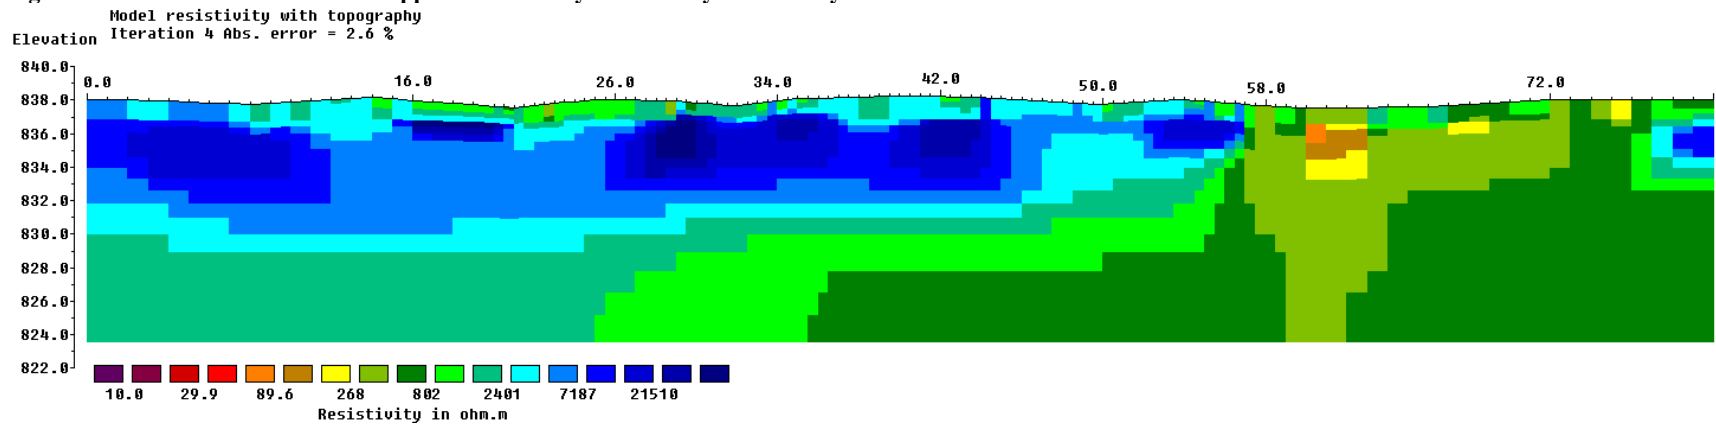 Model resistivity with topography
Iteration 4 Abs. error = 2.6 %
Elevation
840.0
0.0 16.0 26.0 34.0 42.0 50.0 58.0 72.0
838.0
836.0
834.0
832.0
830.0
828.0
826.0
824.0
822.0
10.0 29.9 89.6 268 802 2401 7187 21510
Resistivity in ohm.m